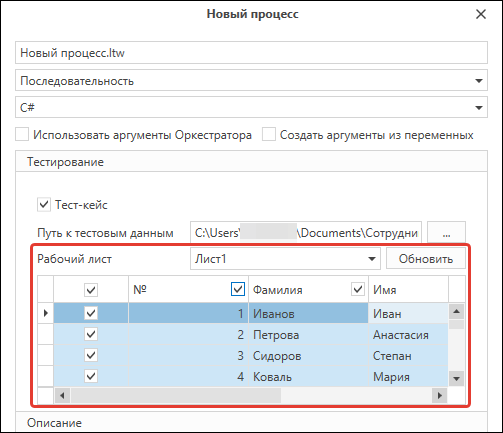 Новый процесс
Новый процесс.ltw
Последовательность
C#
Использовать аргументы Оркестратора Создать аргументы из переменных
Тестирование
Тест-кейс
Путь к тестовым данным C:\Users\ \Documents\Сотрудни ...
Рабочий лист Лист1 Обновить
№ Фамилия Имя
1 Иванов Иван
2 Петрова Анастасия
3 Сидоров Степан
4 Коваль Мария
Описание